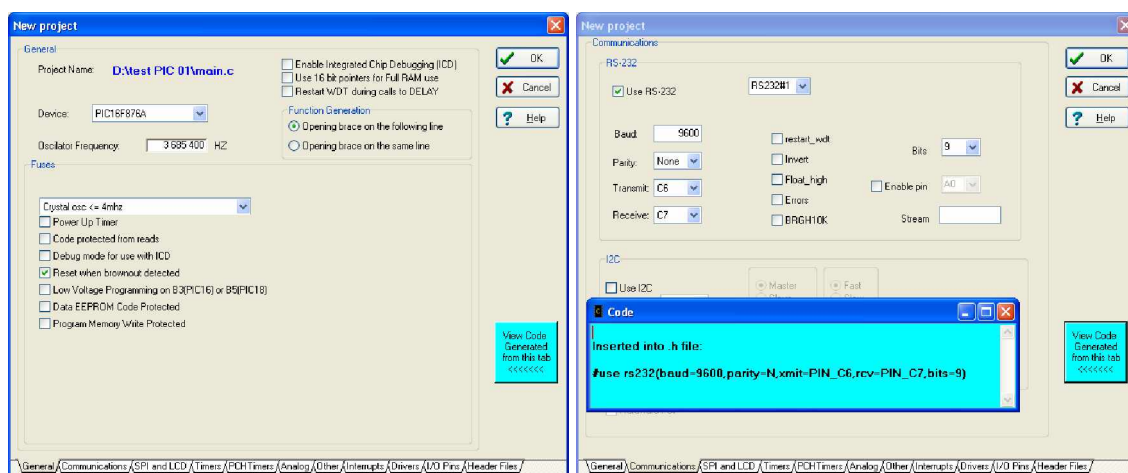 New project
General
Project Name: D:\test PIC 01\main.c
Device: PIC16F876A
Oscilator Frequency: 3 685 400 HZ
Enable Integrated Chip Debugging (ICD)
Use 16 bit pointers for Full RAM use
Restart WDT during calls to DELAY
Function Generation
Opening brace on the following line
Opening brace on the same line
OK
Cancel
Help
Fuses
Crystal osc <= 4mhz
Power Up Timer
Code protected from reads
Debug mode for use with ICD
Reset when brownout detected
Low Voltage Programming on B3(PIC16) or B5(PIC18)
Data EEPROM Code Protected
Program Memory Write Protected
View Code
Generated
from this tab
<<<<<<<
General Communications SPI and LCD Timers PCH Timers Analog Other Interrupts Drivers I/O Pins Header Files
New project
Communications
RS-232
Use RS-232 RS232#1
Baud: 9600
Parity: None
Transmit: C6
Receive: C7
restart_wdt
Invert
Float_high
Errors
BRGH10K
Bits 9
Enable pin A0
Stream
OK
Cancel
Help
I2C
Use I2C
Master
Fast
Code
Inserted into .h file:
#use rs232(baud=9600,parity=N,xmit=PIN_C6,rcv=PIN_C7,bits=9)
View Code
Generated
from this tab
<<<<<<<
General Communications SPI and LCD Timers PCH Timers Analog Other Interrupts Drivers I/O Pins Header Files